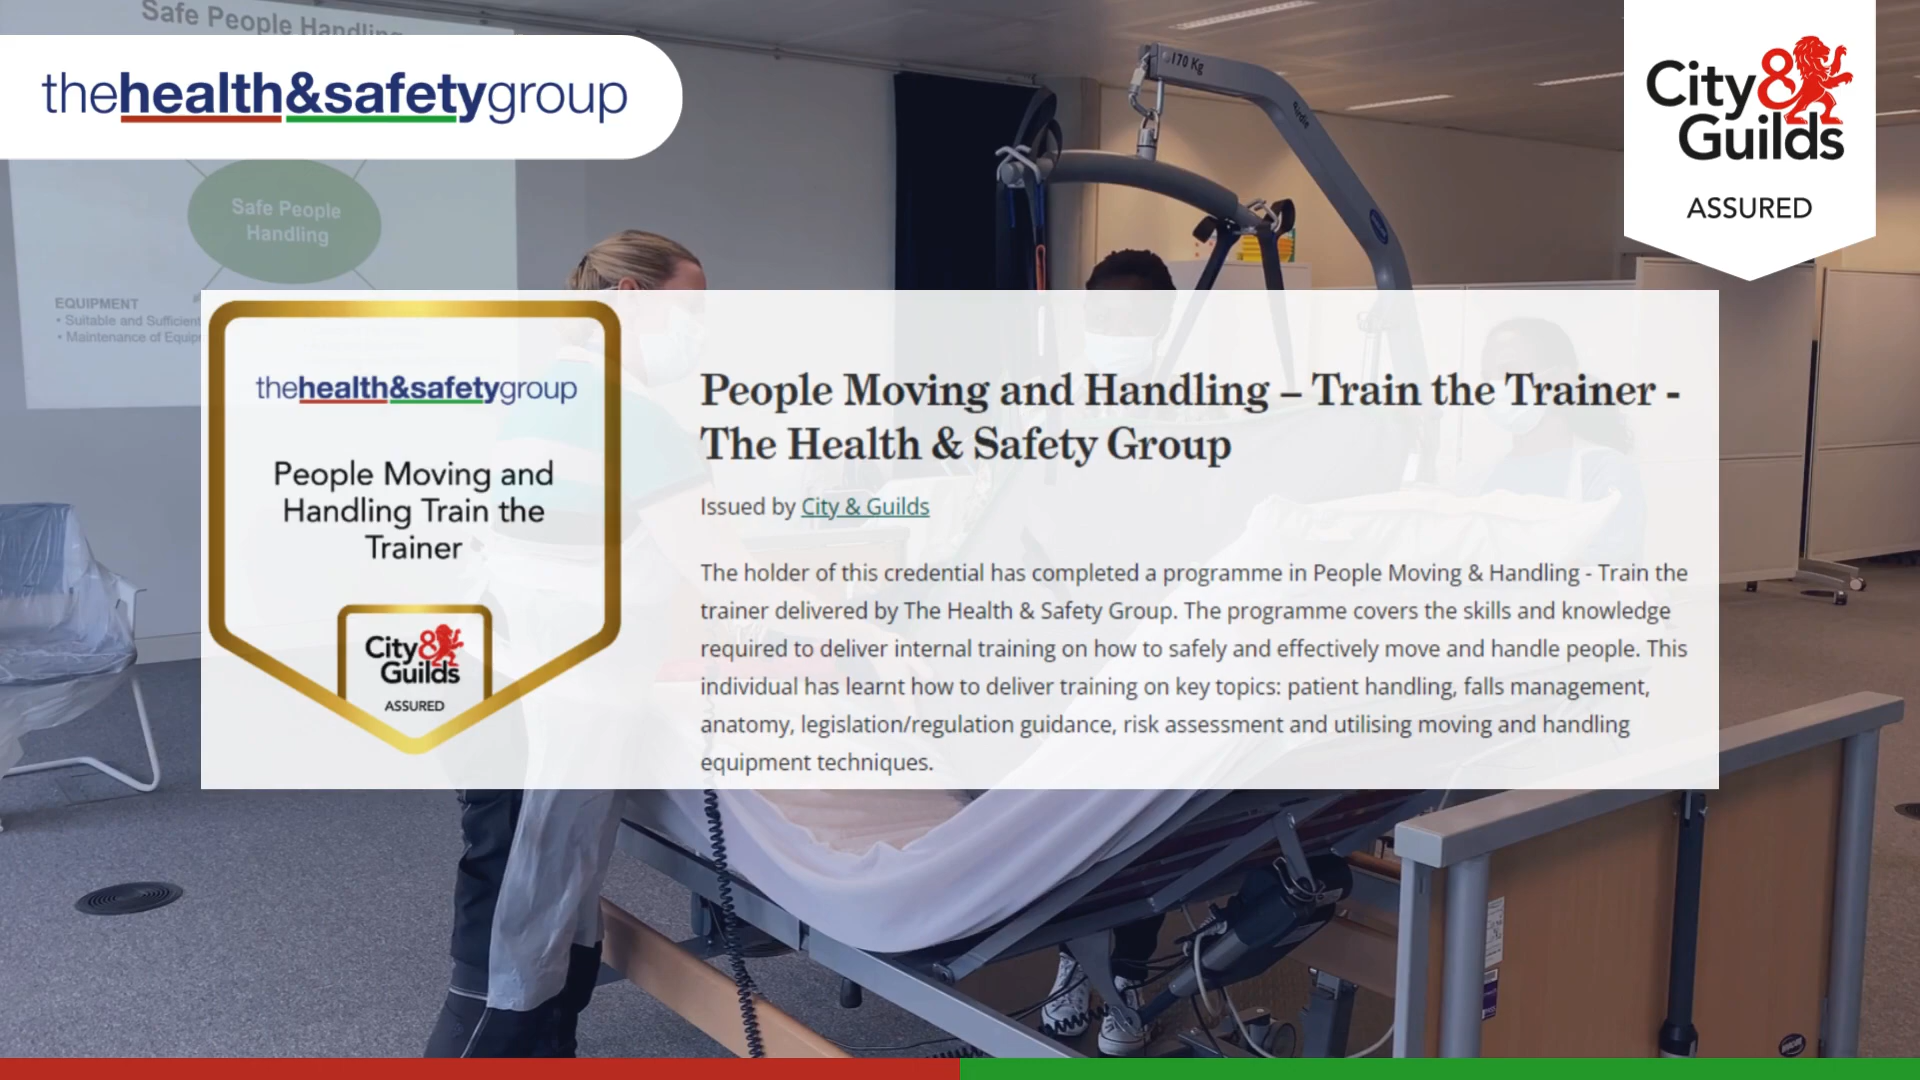 Safe People Handling
thehealth&safetygroup
City&
Guilds
ASSURED
170 Kg
Birdie
Safe People
Handling
EQUIPMENT
• Suitable and Sufficient
• Maintenance of Equip
thehealth&safetygroup
People Moving and
Handling Train the
Trainer
City&
Guilds
ASSURED
People Moving and Handling – Train the Trainer -
The Health & Safety Group
Issued by City & Guilds
The holder of this credential has completed a programme in People Moving & Handling - Train the
trainer delivered by The Health & Safety Group. The programme covers the skills and knowledge
required to deliver internal training on how to safely and effectively move and handle people. This
individual has learnt how to deliver training on key topics: patient handling, falls management,
anatomy, legislation/regulation guidance, risk assessment and utilising moving and handling
equipment techniques.